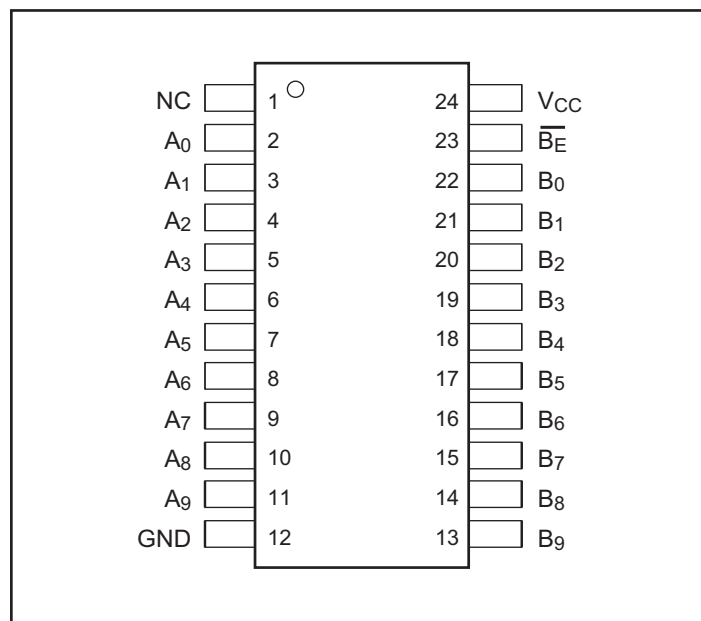 NC 1 24 VCC
A0 2 23 B̅E̅
A1 3 22 B0
A2 4 21 B1
A3 5 20 B2
A4 6 19 B3
A5 7 18 B4
A6 8 17 B5
A7 9 16 B6
A8 10 15 B7
A9 11 14 B8
GND 12 13 B9